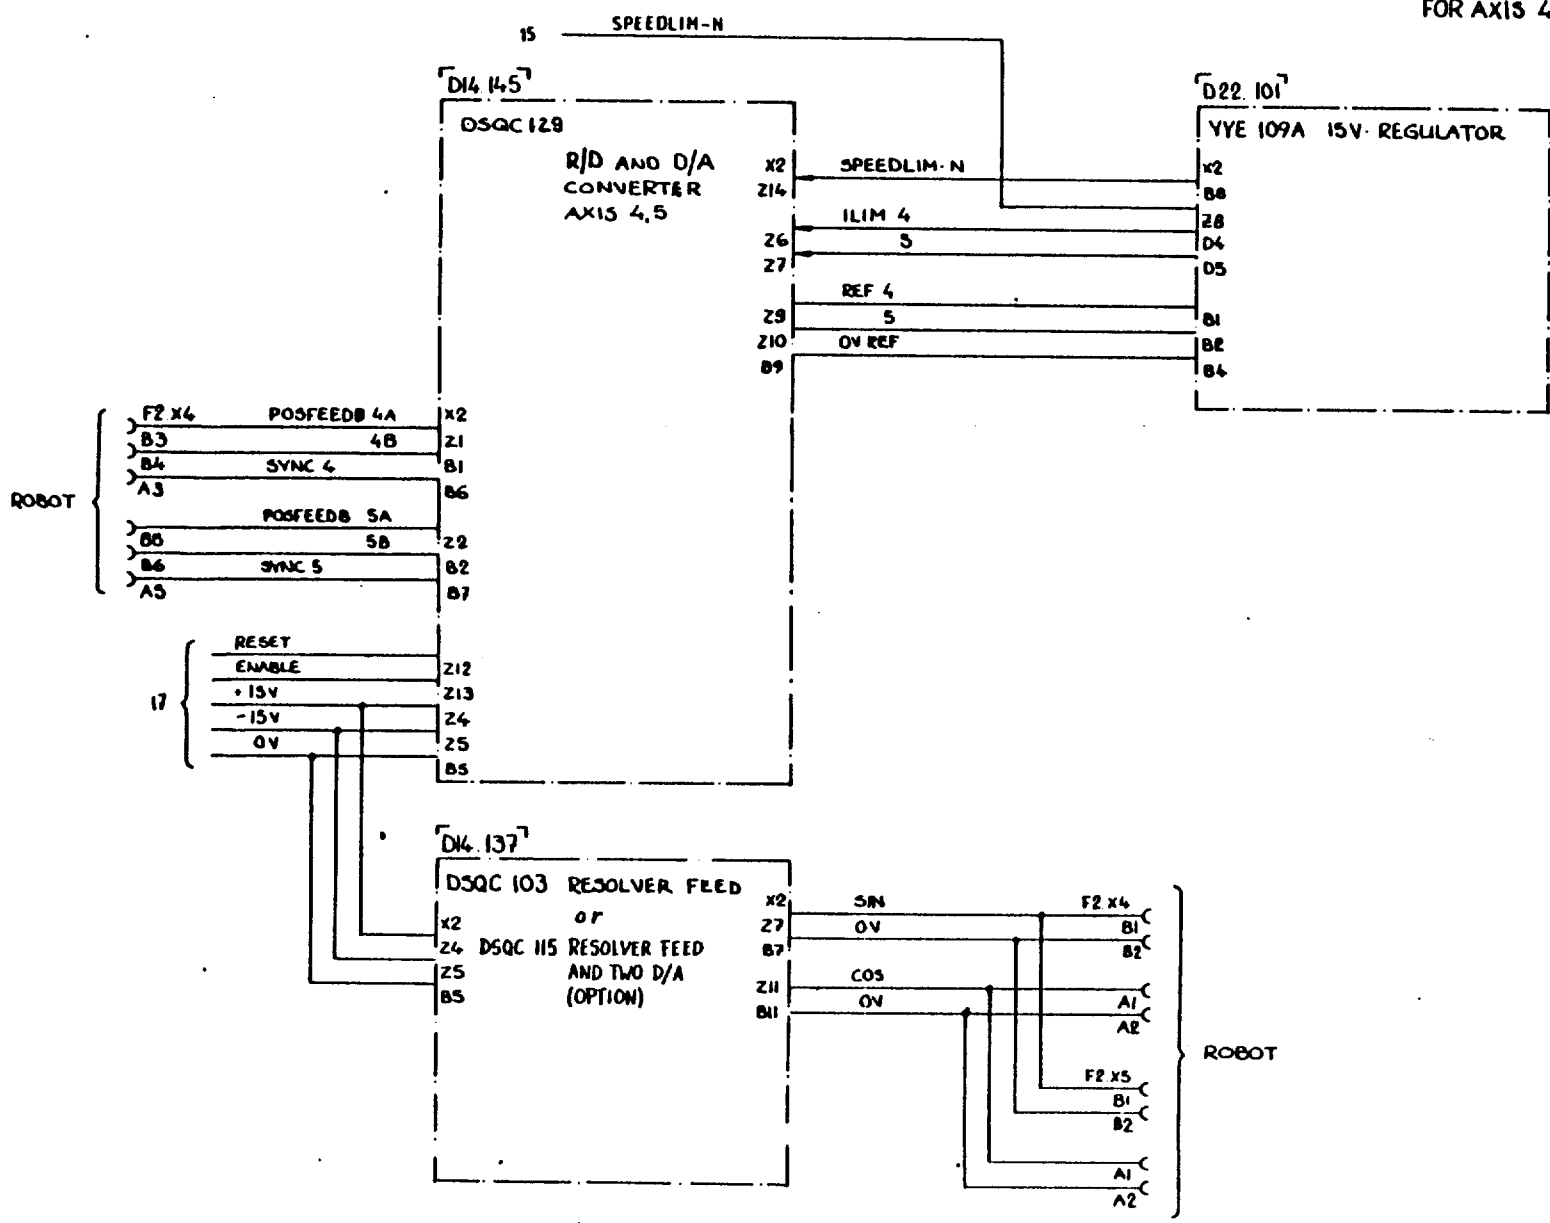 FOR AXIS 4
15 SPEEDLIM-N
D14.145
DSQC 129
R/D AND D/A
CONVERTER
AXIS 4,5
X2
Z14
Z6
Z7
Z9
Z10
B9
SPEEDLIM-N
ILIM 4
5
REF 4
5
0V REF
D22.101
YYE 109A 15V. REGULATOR
X2
B8
Z8
D4
D5
B1
B2
B4
ROBOT
F2.X4 POSFEEDB 4A X2
B3 4B Z1
B4 SYNC 4 B1
A3 B6
POSFEEDB 5A
B5 5B Z2
B6 SYNC 5 B2
A5 B7
17
RESET
ENABLE Z12
+15V Z13
-15V Z4
0V Z5
B5
D14.137
DSQC 103 RESOLVER FEED
or
DSQC 115 RESOLVER FEED
AND TWO D/A
(OPTION)
X2
Z4
Z5
B5
X2
Z7
B7
Z11
B11
SIN
0V
COS
0V
F2.X4
B1
B2
A1
A2
F2.X5
B1
B2
A1
A2
ROBOT